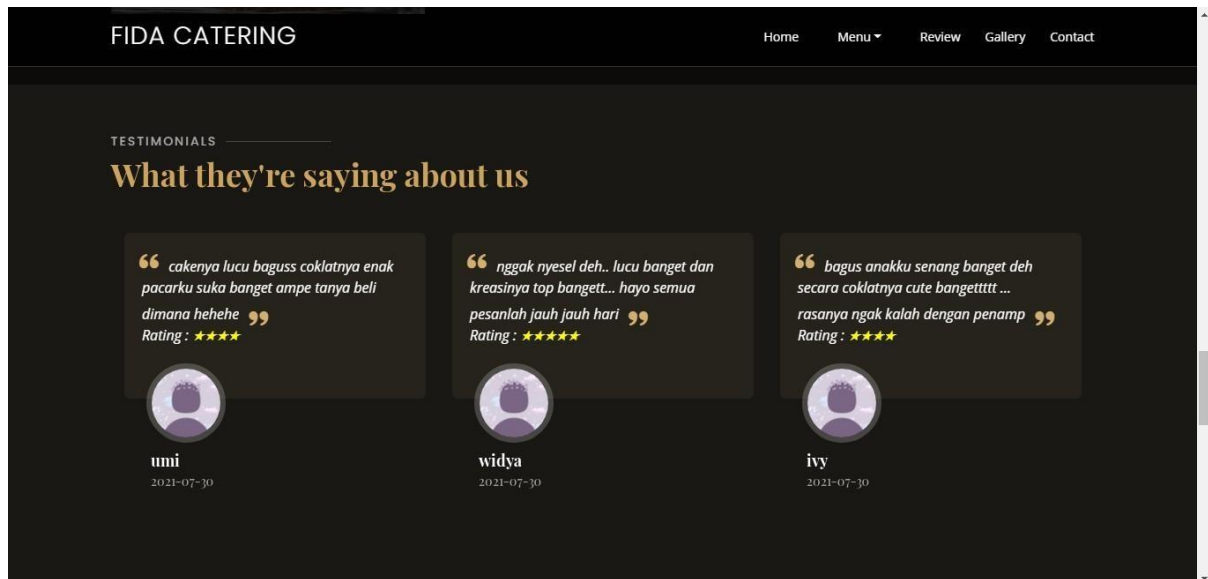 FIDA CATERING
Home Menu Review Gallery Contact
TESTIMONIALS
What they're saying about us
“ cakenya lucu baguss coklatnya enak
pacarku suka banget ampe tanya beli
dimana hehehe ”
Rating : ★★★★
umi
2021-07-30
“ nggak nyesel deh.. lucu banget dan
kreasinya top bangett... hayo semua
pesanlah jauh jauh hari ”
Rating : ★★★★★
widya
2021-07-30
“ bagus anakku senang banget deh
secara coklatnya cute bangettttt ...
rasanya ngak kalah dengan penamp ”
Rating : ★★★★
ivy
2021-07-30